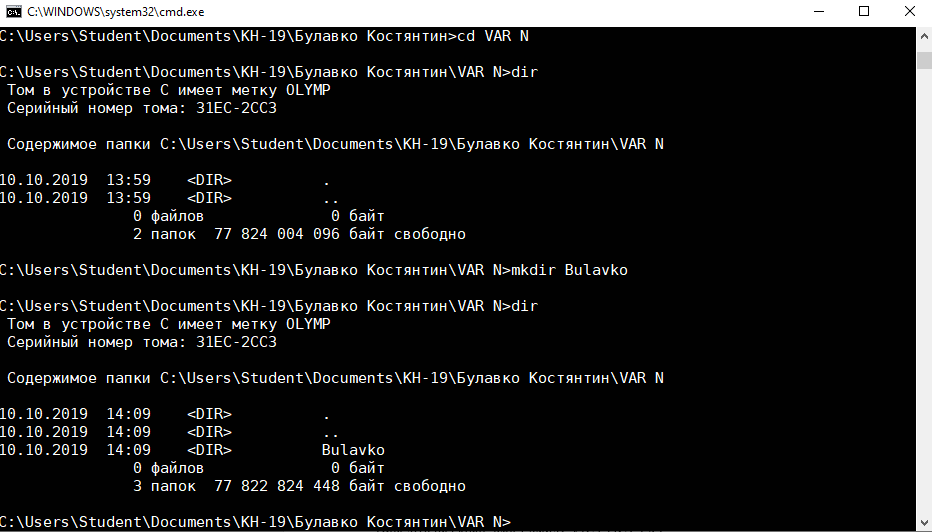 C:\WINDOWS\system32\cmd.exe
C:\Users\Student\Documents\КН-19\Булавко Костянтин>cd VAR N
C:\Users\Student\Documents\КН-19\Булавко Костянтин\VAR N>dir
Том в устройстве C имеет метку OLYMP
Серийный номер тома: 31EC-2CC3
Содержимое папки C:\Users\Student\Documents\КН-19\Булавко Костянтин\VAR N
10.10.2019  13:59    <DIR>          .
10.10.2019  13:59    <DIR>          ..
0 файлов              0 байт
2 папок  77 824 004 096 байт свободно
C:\Users\Student\Documents\КН-19\Булавко Костянтин\VAR N>mkdir Bulavko
C:\Users\Student\Documents\КН-19\Булавко Костянтин\VAR N>dir
Том в устройстве C имеет метку OLYMP
Серийный номер тома: 31EC-2CC3
Содержимое папки C:\Users\Student\Documents\КН-19\Булавко Костянтин\VAR N
10.10.2019  14:09    <DIR>          .
10.10.2019  14:09    <DIR>          ..
10.10.2019  14:09    <DIR>          Bulavko
0 файлов              0 байт
3 папок  77 822 824 448 байт свободно
C:\Users\Student\Documents\КН-19\Булавко Костянтин\VAR N>